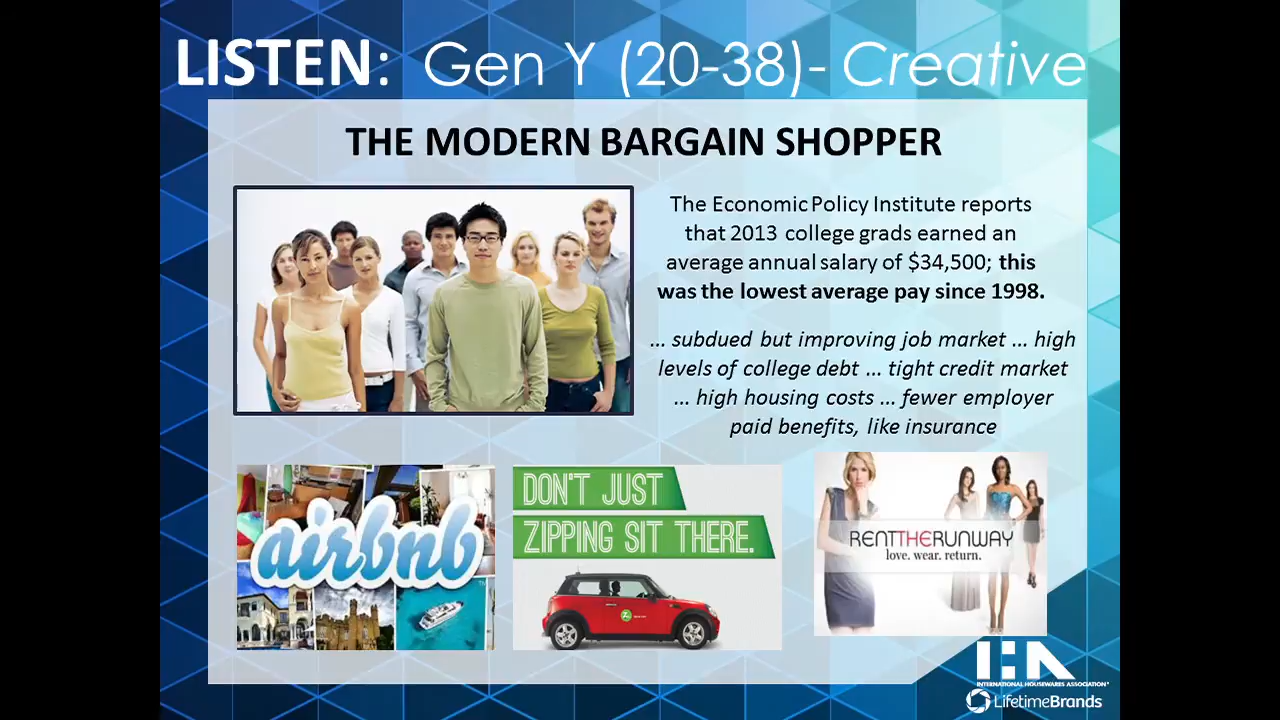 LISTEN: Gen Y (20-38)- Creative
THE MODERN BARGAIN SHOPPER
The Economic Policy Institute reports
that 2013 college grads earned an
average annual salary of $34,500; this
was the lowest average pay since 1998.
... subdued but improving job market ... high
levels of college debt ... tight credit market
... high housing costs ... fewer employer
paid benefits, like insurance
airbnb
DON'T JUST
ZIPPING SIT THERE.
RENTTHERUNWAY
love. wear. return.
IHA
INTERNATIONAL HOUSEWARES ASSOCIATION
LifetimeBrands